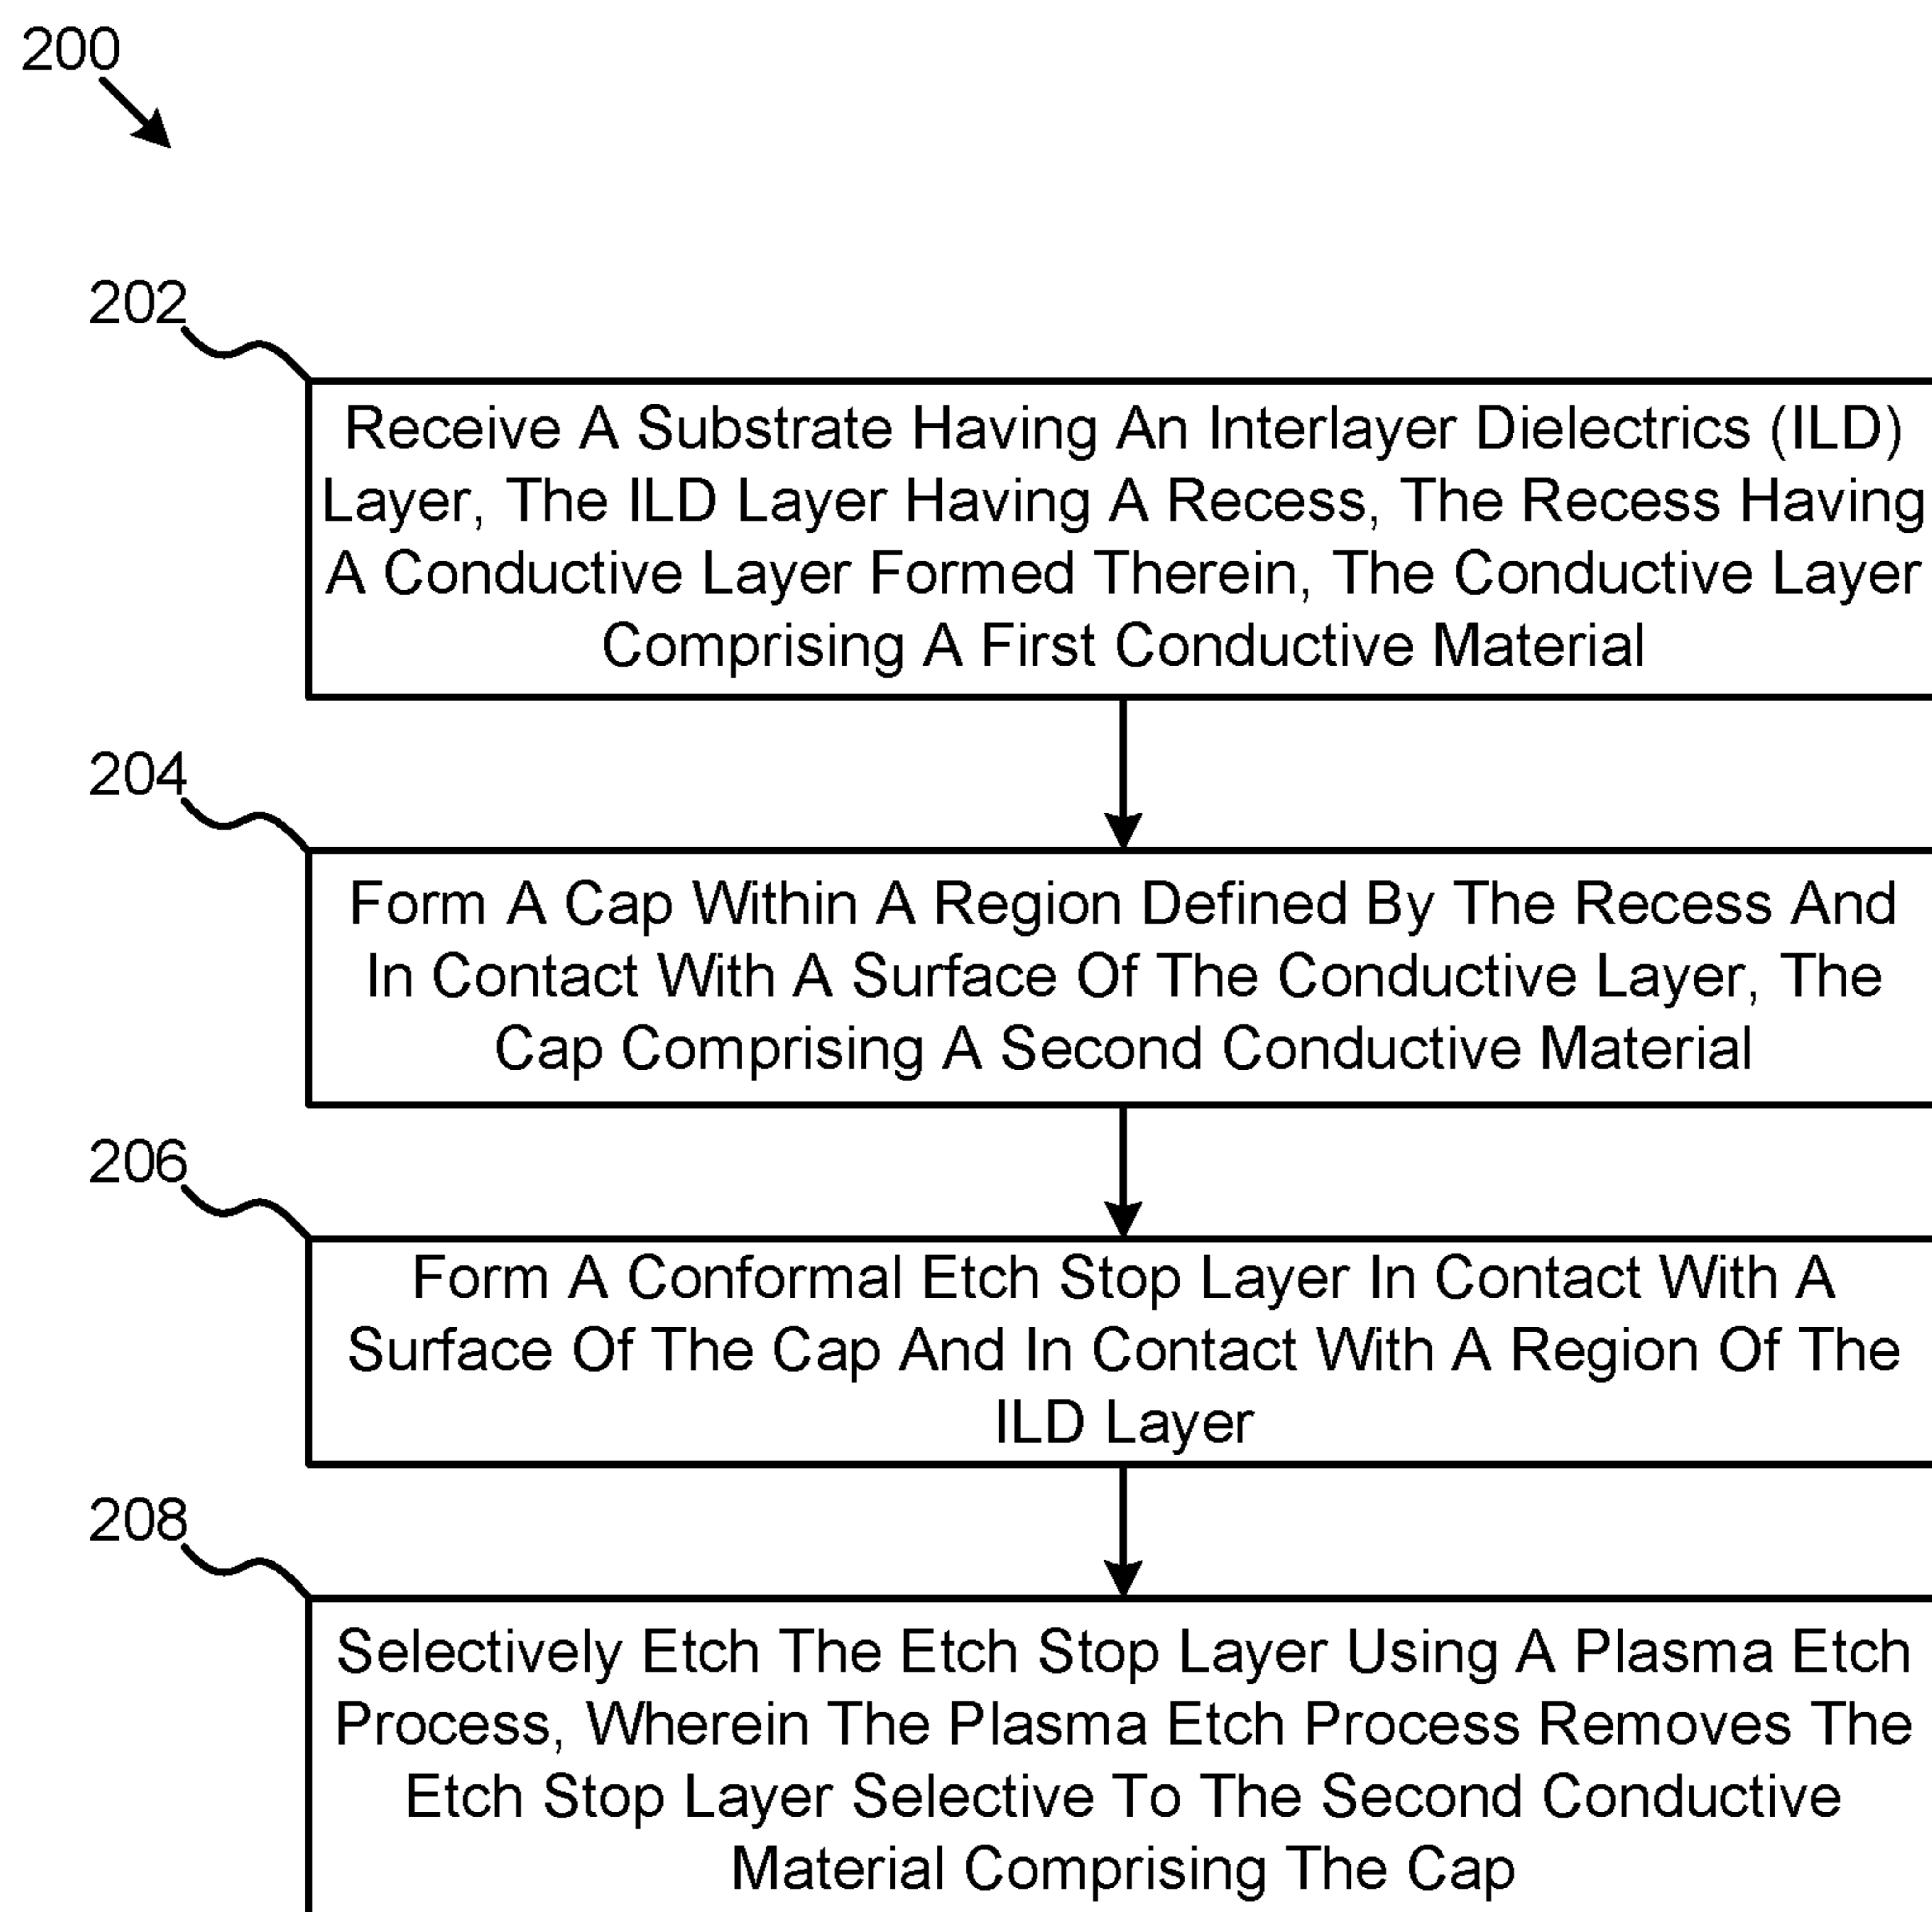 200
202
Receive A Substrate Having An Interlayer Dielectrics (ILD)
Layer, The ILD Layer Having A Recess, The Recess Having
A Conductive Layer Formed Therein, The Conductive Layer
Comprising A First Conductive Material
204
Form A Cap Within A Region Defined By The Recess And
In Contact With A Surface Of The Conductive Layer, The
Cap Comprising A Second Conductive Material
206
Form A Conformal Etch Stop Layer In Contact With A
Surface Of The Cap And In Contact With A Region Of The
ILD Layer
208
Selectively Etch The Etch Stop Layer Using A Plasma Etch
Process, Wherein The Plasma Etch Process Removes The
Etch Stop Layer Selective To The Second Conductive
Material Comprising The Cap